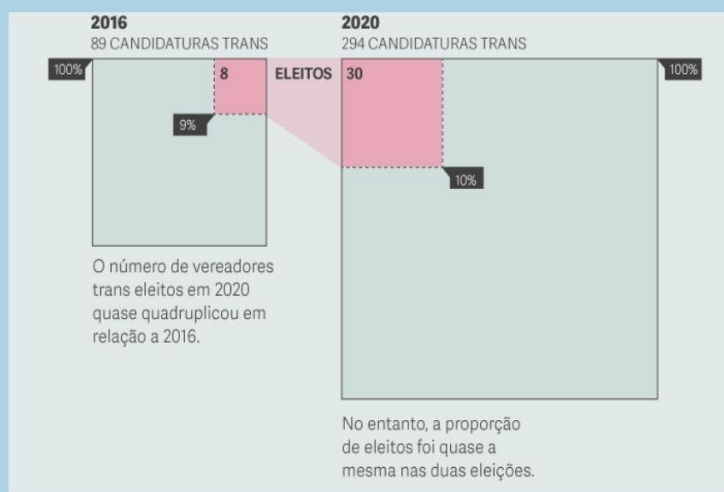 2016
89 CANDIDATURAS TRANS
100%
8
9%
ELEITOS
2020
294 CANDIDATURAS TRANS
30
100%
10%
O número de vereadores
trans eleitos em 2020
quase quadruplicou em
relação a 2016.
No entanto, a proporção
de eleitos foi quase a
mesma nas duas eleições.